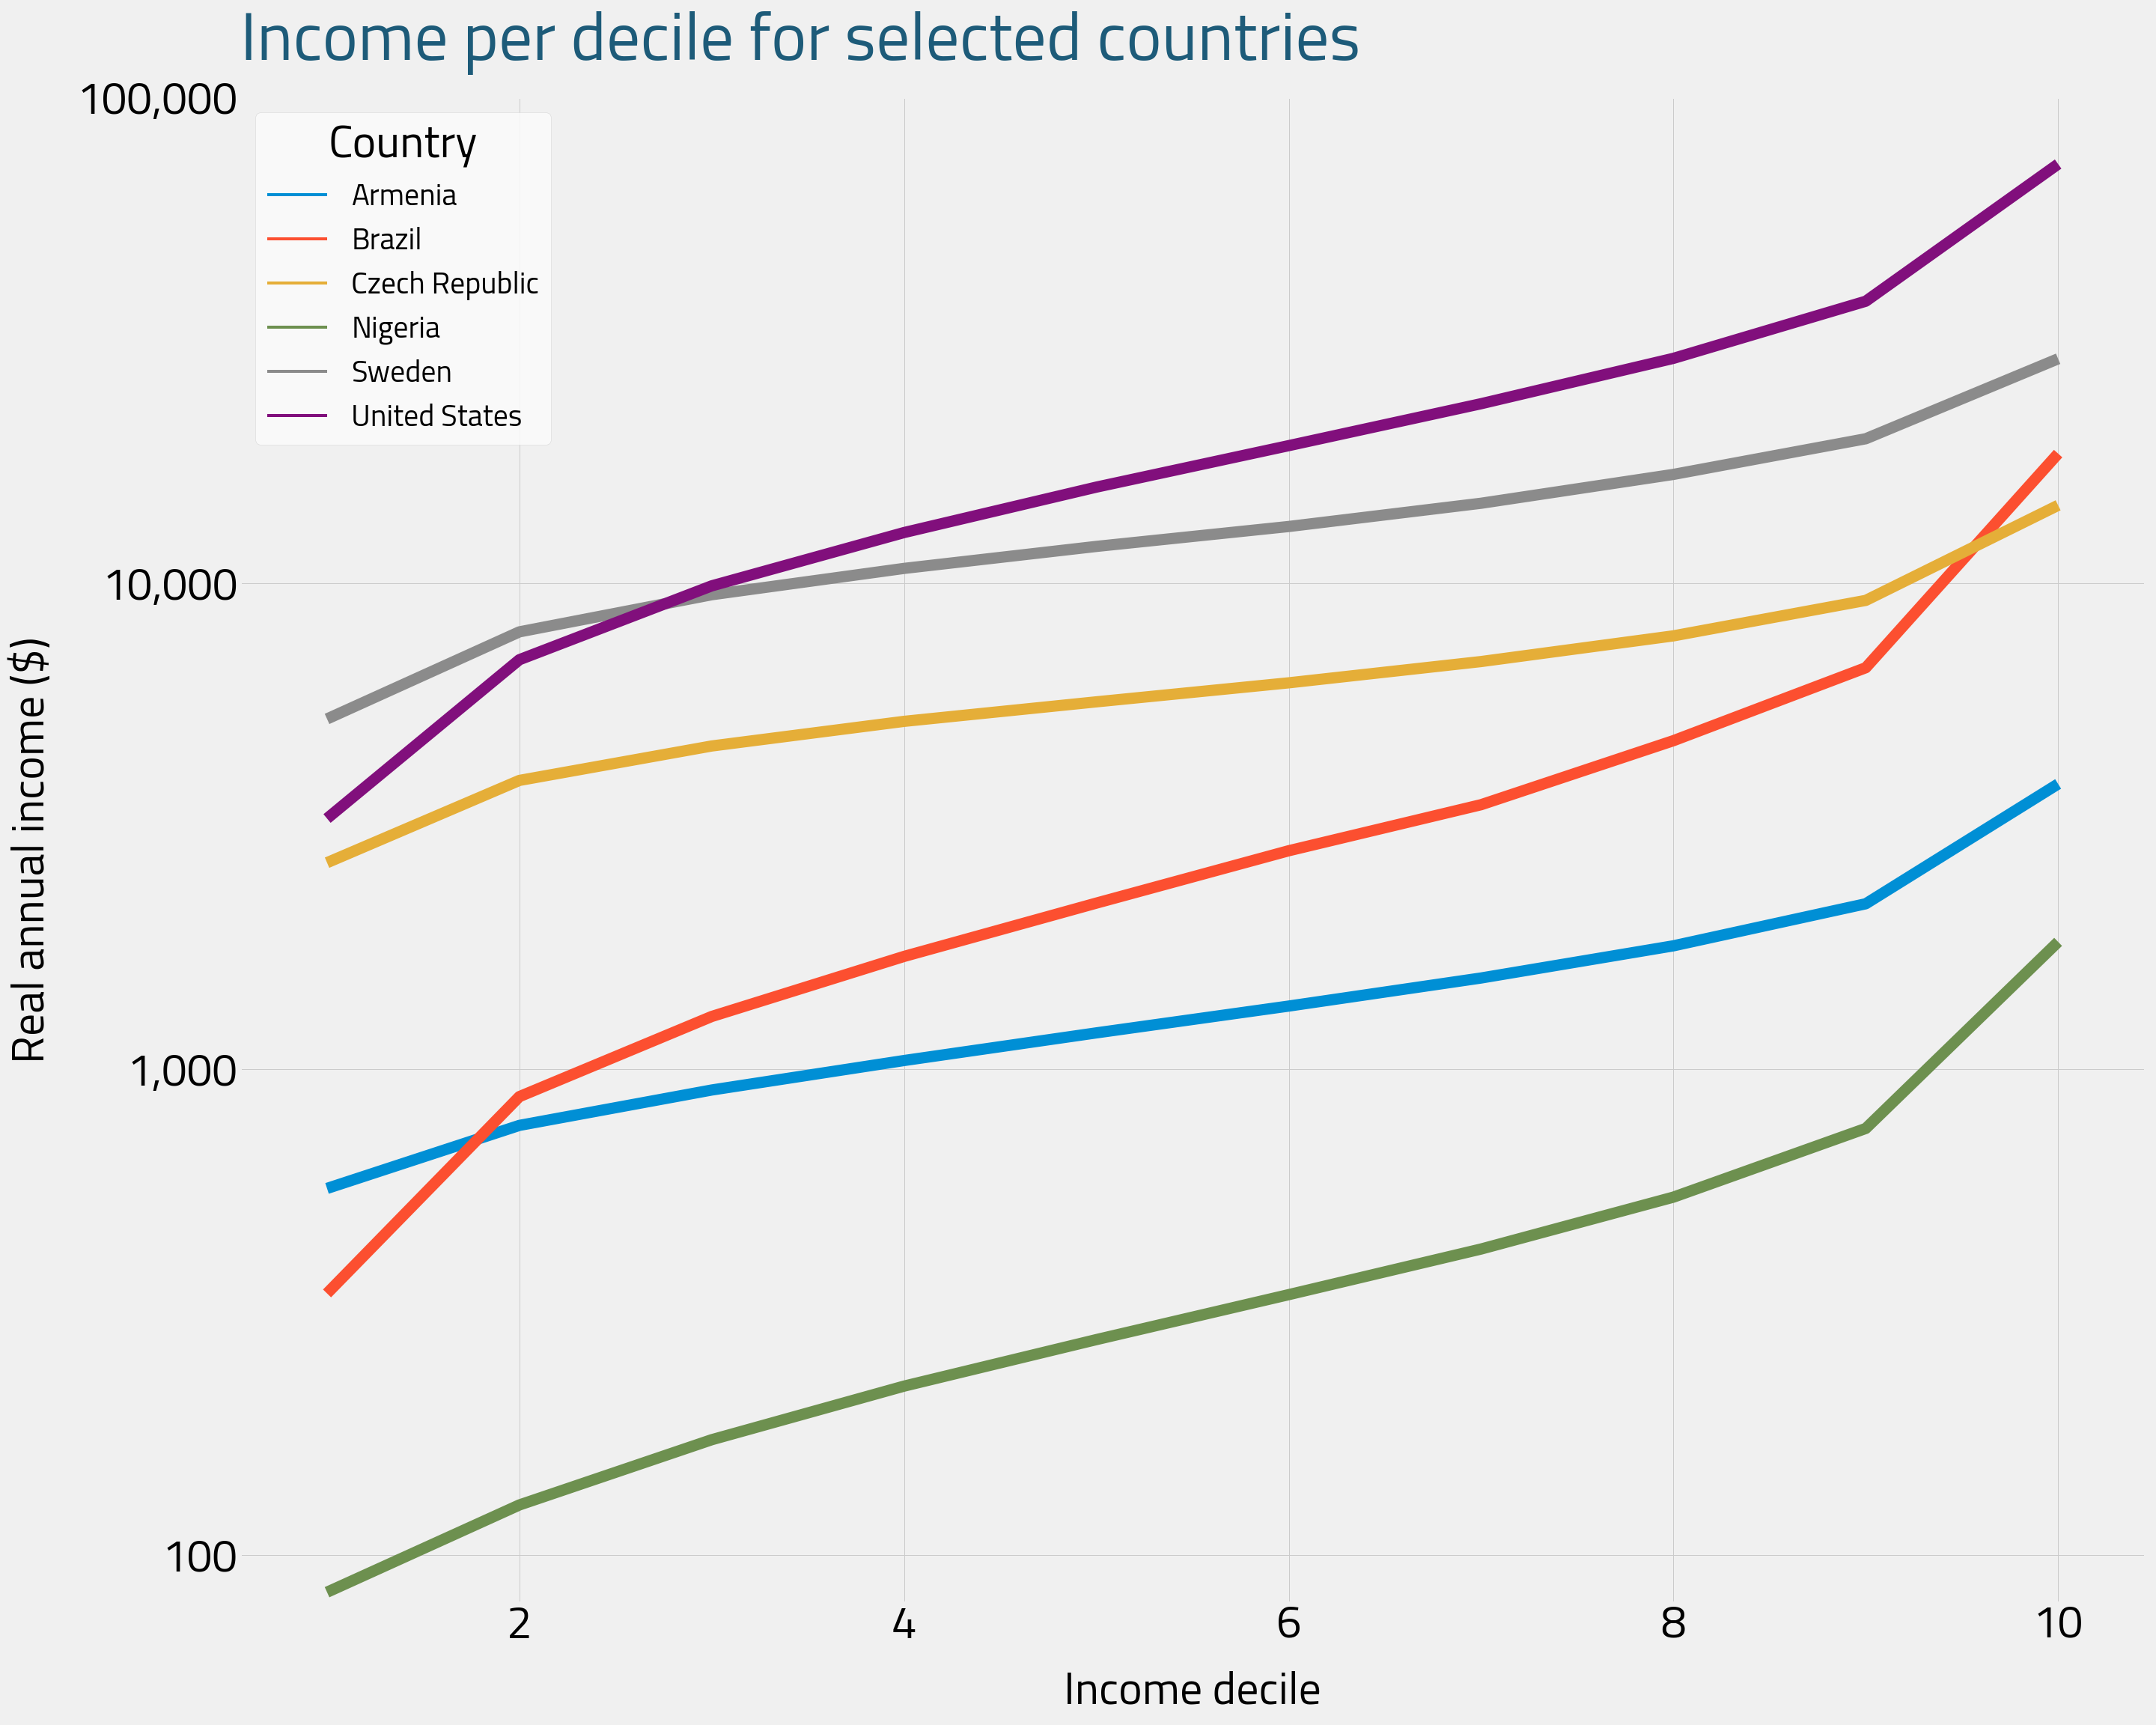 Income per decile for selected countries
100,000
10,000
1,000
100
Real annual income ($)
Country
Armenia
Brazil
Czech Republic
Nigeria
Sweden
United States
2 4 6 8 10
Income decile